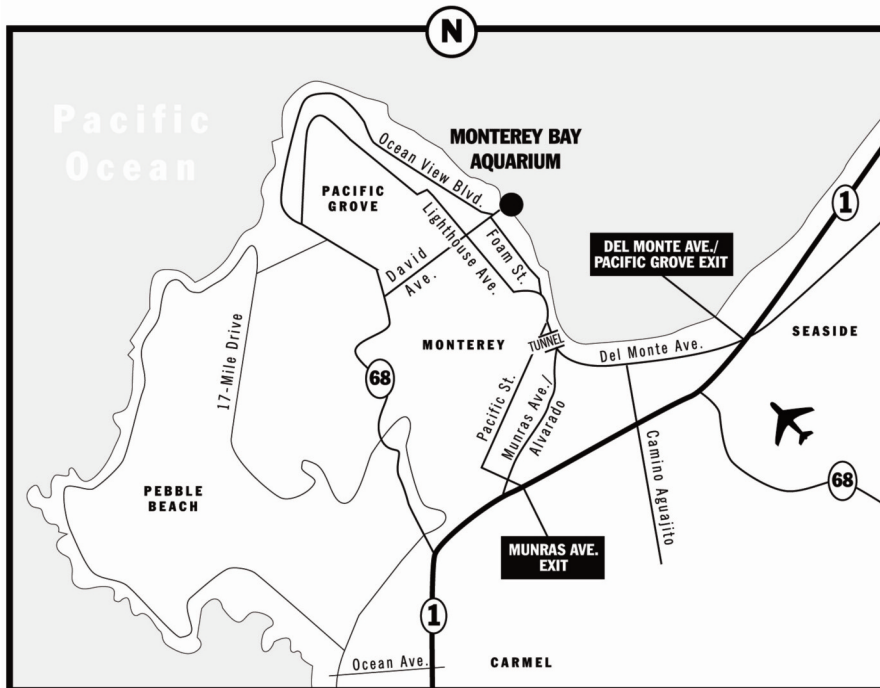 N
Pacific
Ocean
MONTEREY BAY
AQUARIUM
Ocean View Blvd.
PACIFIC
GROVE
Lighthouse Ave.
Foam St.
David
Ave.
1
DEL MONTE AVE./
PACIFIC GROVE EXIT
SEASIDE
17-Mile Drive
MONTEREY
TUNNEL
Del Monte Ave.
68
Pacific St.
Munras Ave./
Alvarado
Camino Aguajito
68
PEBBLE
BEACH
MUNRAS AVE.
EXIT
1
Ocean Ave.
CARMEL